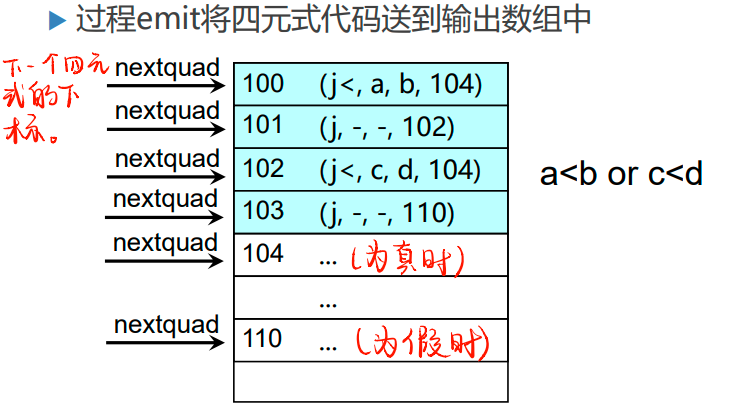 ▶ 过程emit将四元式代码送到输出数组中
下一个四元
式的下
标。
nextquad 100 (j<, a, b, 104)
nextquad 101 (j, -, -, 102)
nextquad 102 (j<, c, d, 104)
a<b or c<d
nextquad 103 (j, -, -, 110)
nextquad 104 ... (为真时)
...
nextquad 110 ... (为假时)